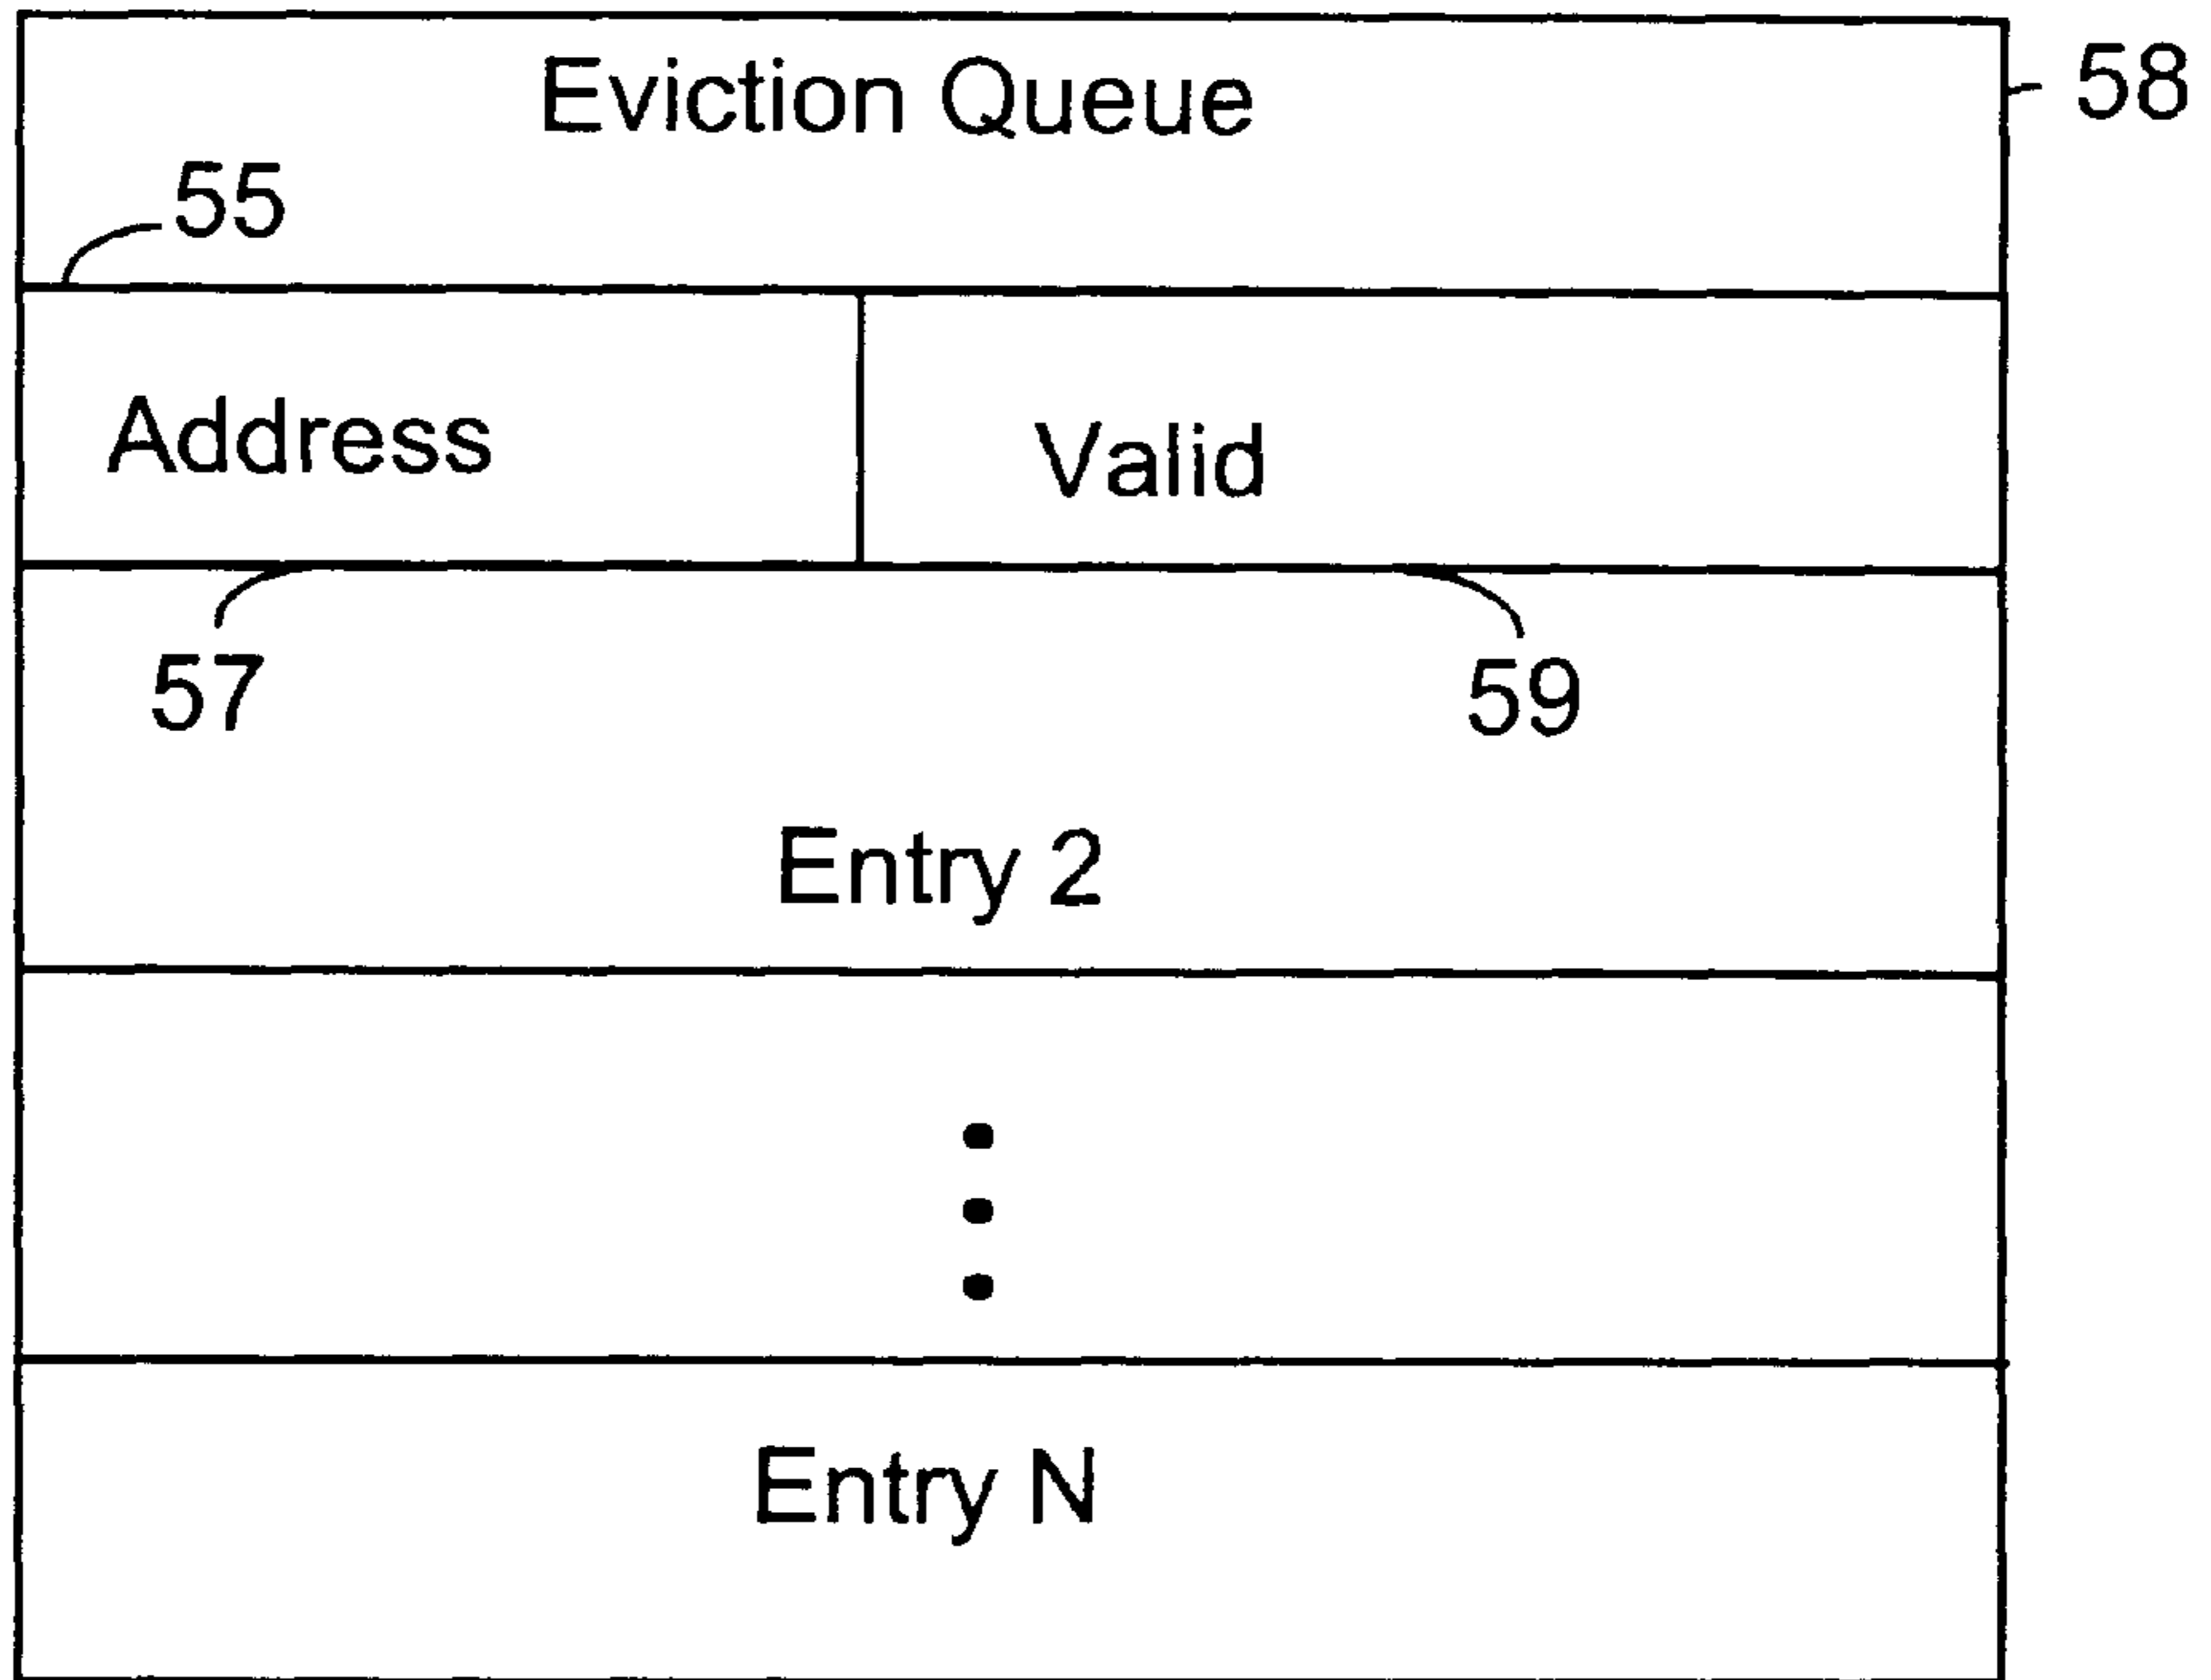 Eviction Queue
58
55
Address
Valid
57
59
Entry 2
Entry N